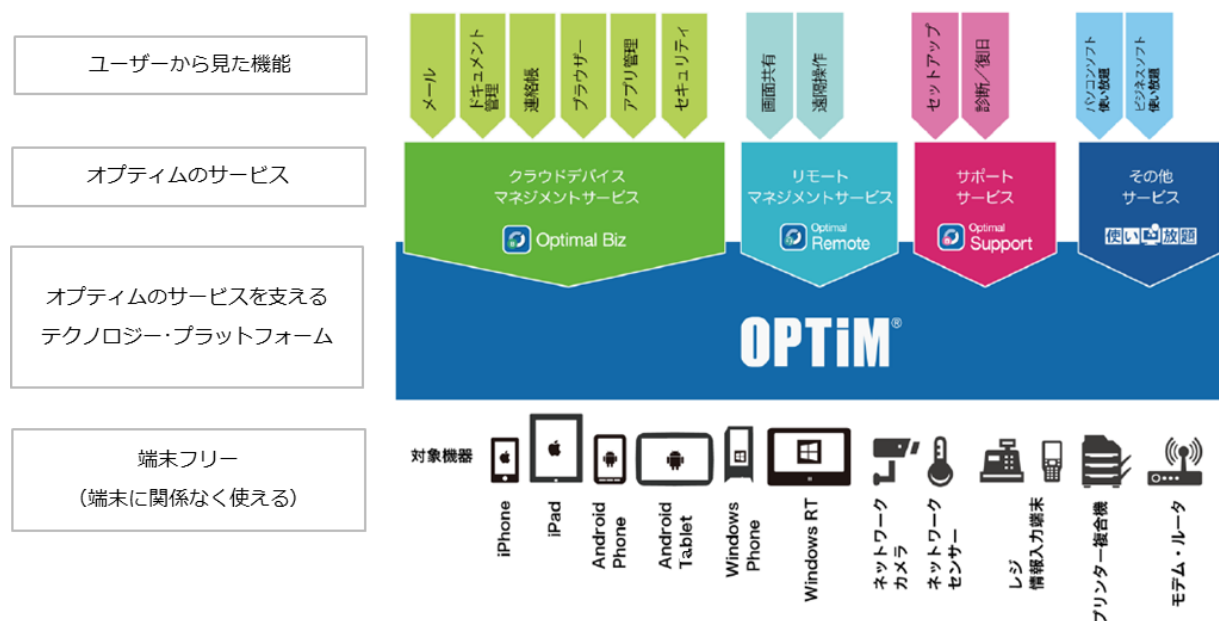 ユーザーから見た機能
メール
ドキュメント
管理
連絡帳
ブラウザー
アプリ管理
セキュリティ
画面共有
遠隔操作
セットアップ
診断/復旧
パソコンソフト
使い放題
ビジネスソフト
使い放題
オプティムのサービス
クラウドデバイス
マネジメントサービス
Optimal Biz
リモート
マネジメントサービス
Optimal
Remote
サポート
サービス
Optimal
Support
その他
サービス
使い放題
オプティムのサービスを支える
テクノロジー・プラットフォーム
OPTiM®
端末フリー
（端末に関係なく使える）
対象機器
iPhone
iPad
Android
Phone
Android
Tablet
Windows
Phone
Windows RT
ネットワーク
カメラ
ネットワーク
センサー
レジ
情報入力端末
プリンター複合機
モデム・ルータ